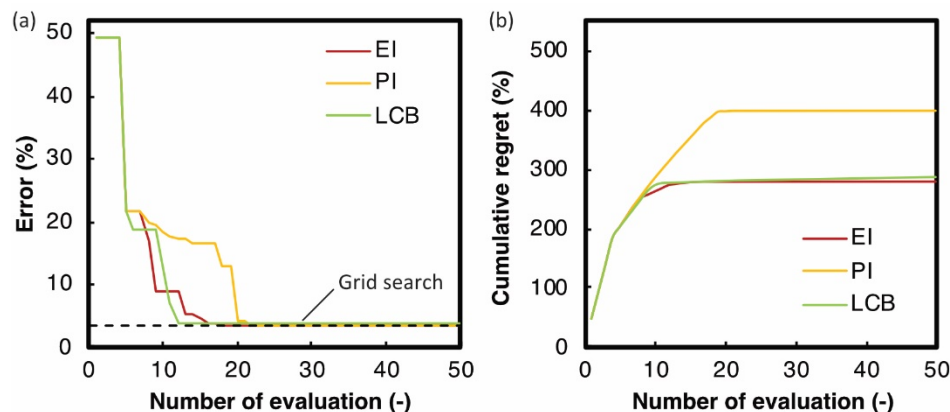 (a)
50
40
30
20
10
0
Error (%)
EI
PI
LCB
Grid search
0 10 20 30 40 50
Number of evaluation (-)
(b)
500
400
300
200
100
0
Cumulative regret (%)
EI
PI
LCB
0 10 20 30 40 50
Number of evaluation (-)